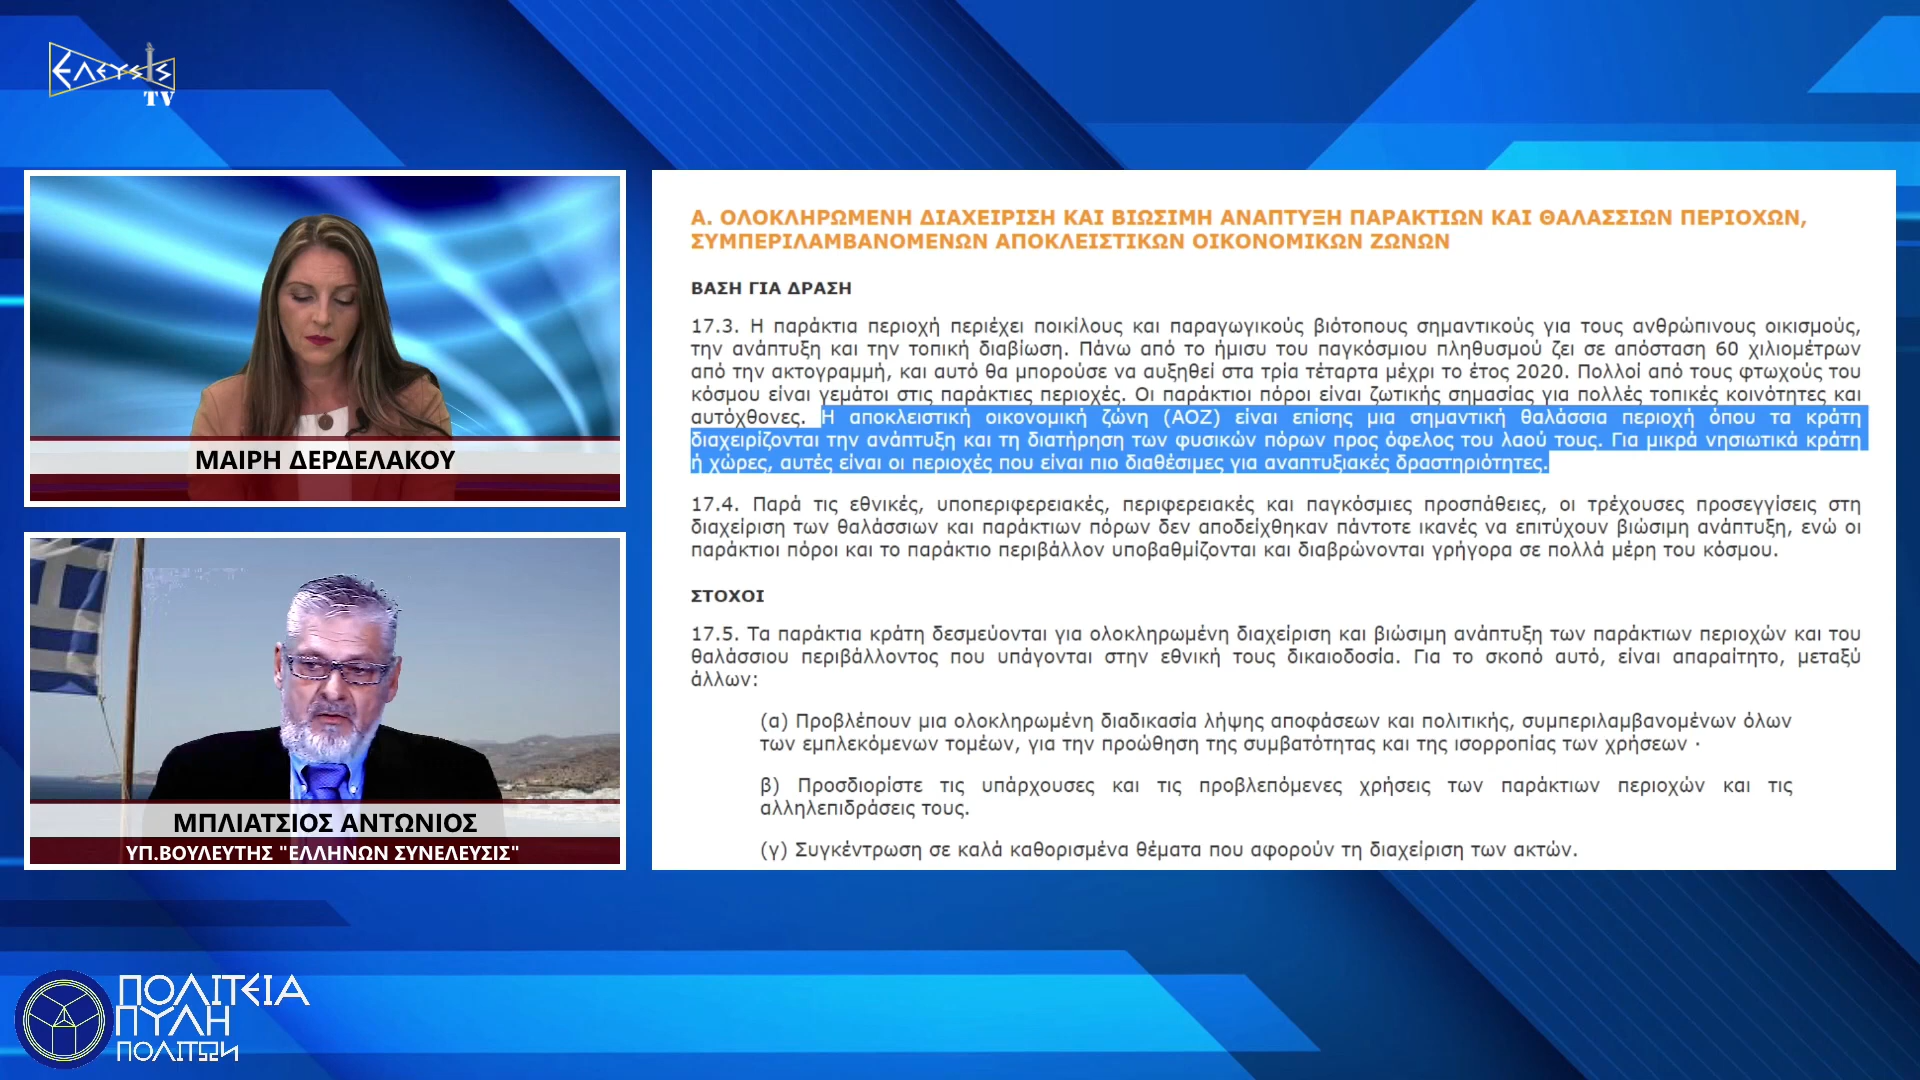 Ελευσις
TV
ΜΑΙΡΗ ΔΕΡΔΕΛΑΚΟΥ
ΜΠΛΙΑΤΣΙΟΣ ΑΝΤΩΝΙΟΣ
ΥΠ.ΒΟΥΛΕΥΤΗΣ "ΕΛΛΗΝΩΝ ΣΥΝΕΛΕΥΣΙΣ"
Α. ΟΛΟΚΛΗΡΩΜΕΝΗ ΔΙΑΧΕΙΡΙΣΗ ΚΑΙ ΒΙΩΣΙΜΗ ΑΝΑΠΤΥΞΗ ΠΑΡΑΚΤΙΩΝ ΚΑΙ ΘΑΛΑΣΣΙΩΝ ΠΕΡΙΟΧΩΝ,
ΣΥΜΠΕΡΙΛΑΜΒΑΝΟΜΕΝΩΝ ΑΠΟΚΛΕΙΣΤΙΚΩΝ ΟΙΚΟΝΟΜΙΚΩΝ ΖΩΝΩΝ
ΒΑΣΗ ΓΙΑ ΔΡΑΣΗ
17.3. Η παράκτια περιοχή περιέχει ποικίλους και παραγωγικούς βιότοπους σημαντικούς για τους ανθρώπινους οικισμούς,
την ανάπτυξη και την τοπική διαβίωση. Πάνω από το ήμισυ του παγκόσμιου πληθυσμού ζει σε απόσταση 60 χιλιομέτρων
από την ακτογραμμή, και αυτό θα μπορούσε να αυξηθεί στα τρία τέταρτα μέχρι το έτος 2020. Πολλοί από τους φτωχούς του
κόσμου είναι γεμάτοι στις παράκτιες περιοχές. Οι παράκτιοι πόροι είναι ζωτικής σημασίας για πολλές τοπικές κοινότητες και
αυτόχθονες. Η αποκλειστική οικονομική ζώνη (ΑΟΖ) είναι επίσης μια σημαντική θαλάσσια περιοχή όπου τα κράτη
διαχειρίζονται την ανάπτυξη και τη διατήρηση των φυσικών πόρων προς όφελος του λαού τους. Για μικρά νησιωτικά κράτη
ή χώρες, αυτές είναι οι περιοχές που είναι πιο διαθέσιμες για αναπτυξιακές δραστηριότητες.
17.4. Παρά τις εθνικές, υποπεριφερειακές, περιφερειακές και παγκόσμιες προσπάθειες, οι τρέχουσες προσεγγίσεις στη
διαχείριση των θαλάσσιων και παράκτιων πόρων δεν αποδείχθηκαν πάντοτε ικανές να επιτύχουν βιώσιμη ανάπτυξη, ενώ οι
παράκτιοι πόροι και το παράκτιο περιβάλλον υποβαθμίζονται και διαβρώνονται γρήγορα σε πολλά μέρη του κόσμου.
ΣΤΟΧΟΙ
17.5. Τα παράκτια κράτη δεσμεύονται για ολοκληρωμένη διαχείριση και βιώσιμη ανάπτυξη των παράκτιων περιοχών και του
θαλάσσιου περιβάλλοντος που υπάγονται στην εθνική τους δικαιοδοσία. Για το σκοπό αυτό, είναι απαραίτητο, μεταξύ
άλλων:
(α) Προβλέπουν μια ολοκληρωμένη διαδικασία λήψης αποφάσεων και πολιτικής, συμπεριλαμβανομένων όλων
των εμπλεκόμενων τομέων, για την προώθηση της συμβατότητας και της ισορροπίας των χρήσεων ·
β) Προσδιορίστε τις υπάρχουσες και τις προβλεπόμενες χρήσεις των παράκτιων περιοχών και τις
αλληλεπιδράσεις τους.
(γ) Συγκέντρωση σε καλά καθορισμένα θέματα που αφορούν τη διαχείριση των ακτών.
ΠΟΛΙΤΕΙΑ
ΠΥΛΗ
ΠΟΛΙΤΩΝ